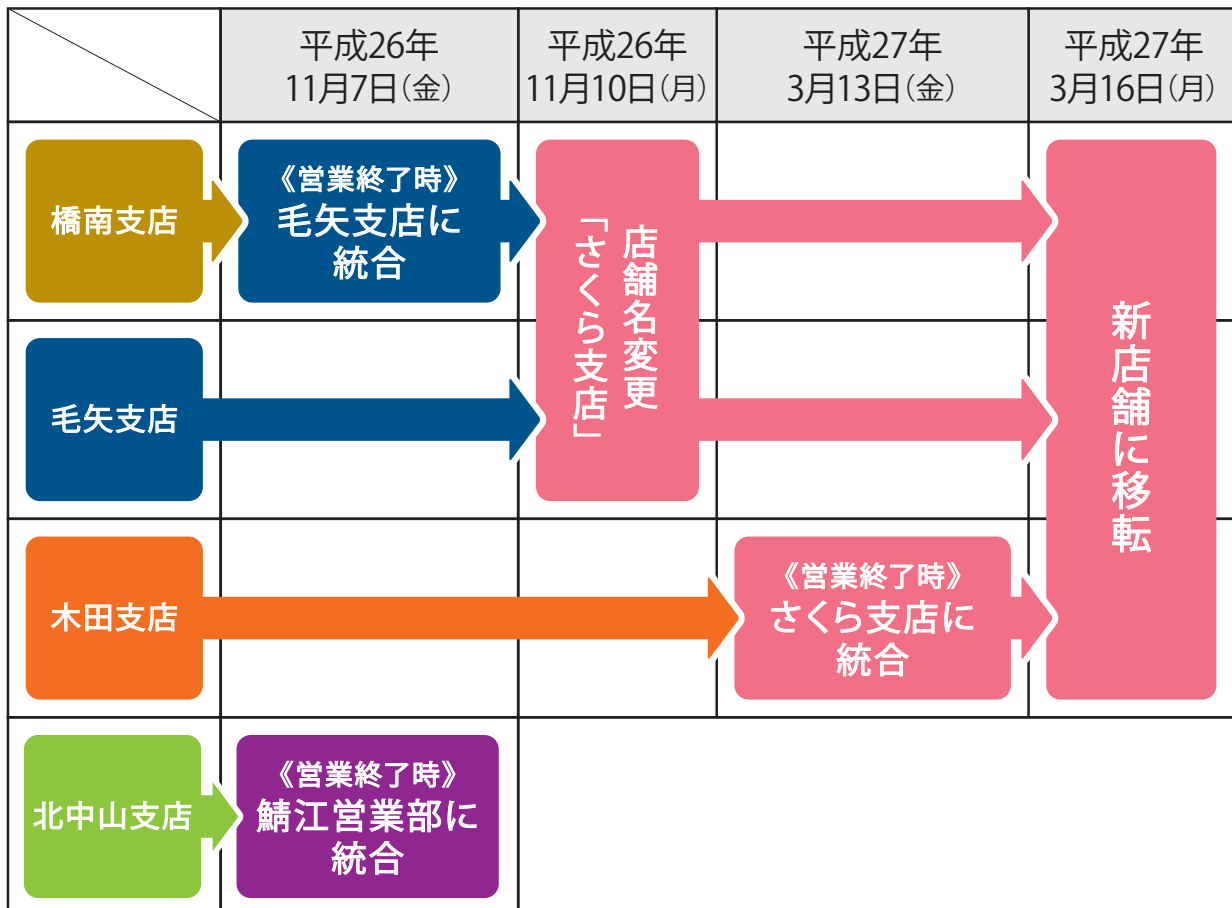 平成26年
11月7日(金)
平成26年
11月10日(月)
平成27年
3月13日(金)
平成27年
3月16日(月)
橋南支店
《営業終了時》
毛矢支店に
統合
店舗名変更
「さくら支店」
新店舗に移転
毛矢支店
木田支店
《営業終了時》
さくら支店に
統合
北中山支店
《営業終了時》
鯖江営業部に
統合